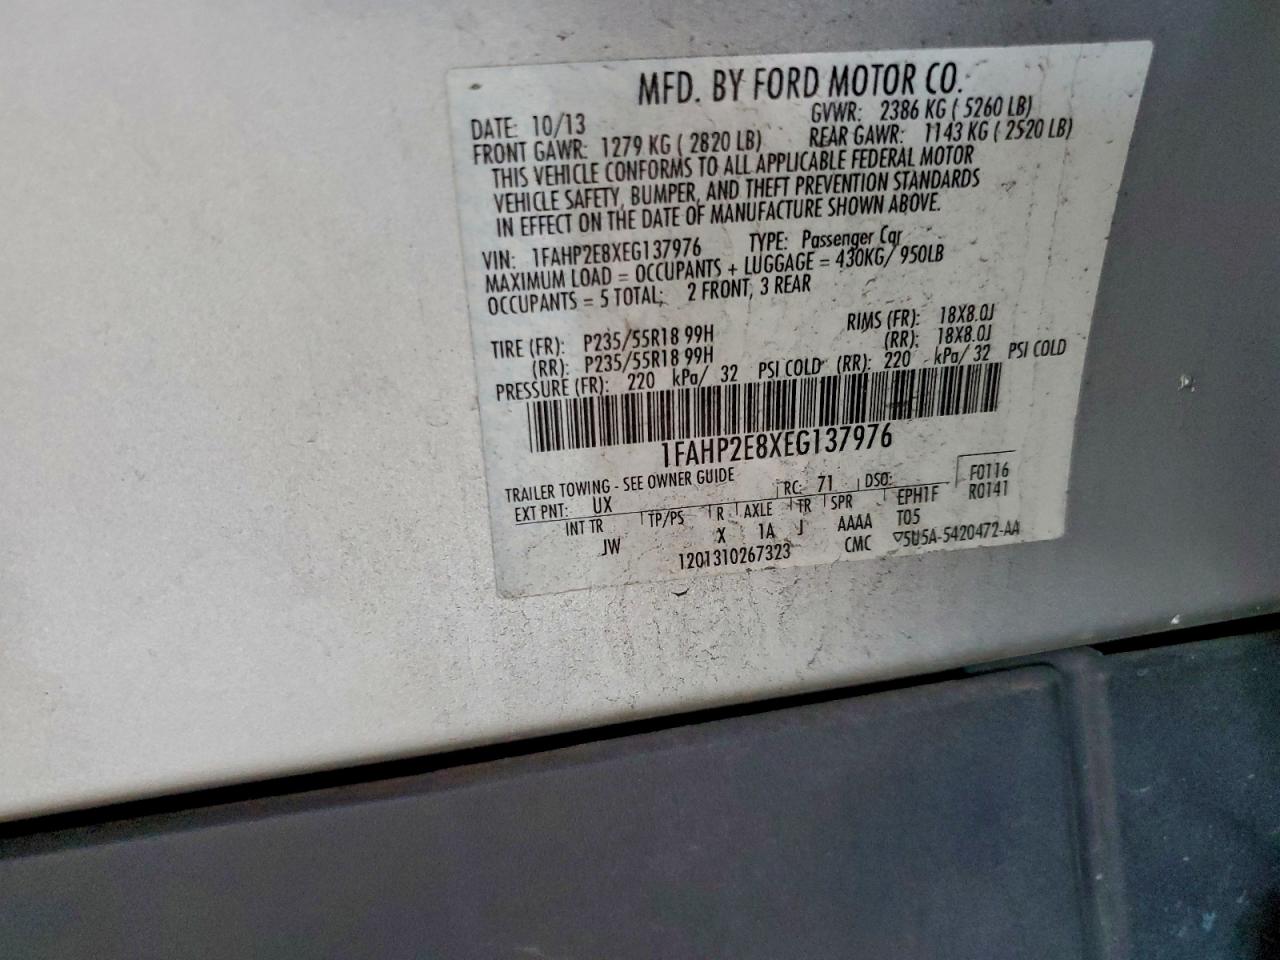 MFD. BY FORD MOTOR CO.
DATE: 10/13 GVWR: 2386 KG ( 5260 LB)
FRONT GAWR: 1279 KG ( 2820 LB) REAR GAWR: 1143 KG ( 2520 LB)
THIS VEHICLE CONFORMS TO ALL APPLICABLE FEDERAL MOTOR
VEHICLE SAFETY, BUMPER, AND THEFT PREVENTION STANDARDS
IN EFFECT ON THE DATE OF MANUFACTURE SHOWN ABOVE.
VIN: 1FAHP2E8XEG137976 TYPE: Passenger Car
MAXIMUM LOAD = OCCUPANTS + LUGGAGE = 430KG/ 950LB
OCCUPANTS = 5 TOTAL; 2 FRONT, 3 REAR
TIRE (FR): P235/55R18 99H RIMS (FR): 18X8.0J
(RR): P235/55R18 99H (RR): 18X8.0J
PRESSURE (FR): 220 kPa/ 32 PSI COLD (RR): 220 kPa/ 32 PSI COLD
1FAHP2E8XEG137976
TRAILER TOWING - SEE OWNER GUIDE
EXT PNT: UX RC: 71 DSO: F0116
INT TR TP/PS R AXLE TR SPR EPH1F R0141
JW X 1A J AAAA T05
1201310267323 CMC ▽5U5A-5420472-AA